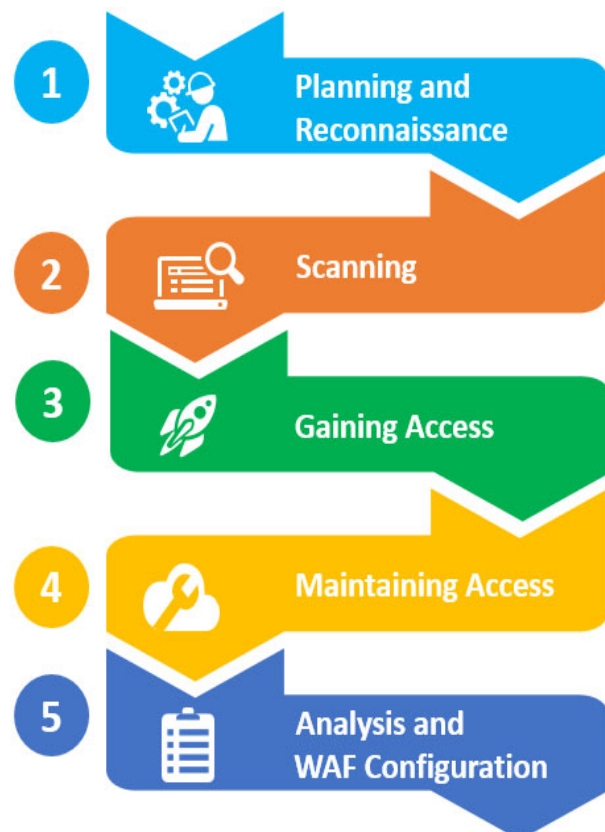 1
Planning and
Reconnaissance
2
Scanning
3
Gaining Access
4
Maintaining Access
5
Analysis and
WAF Configuration